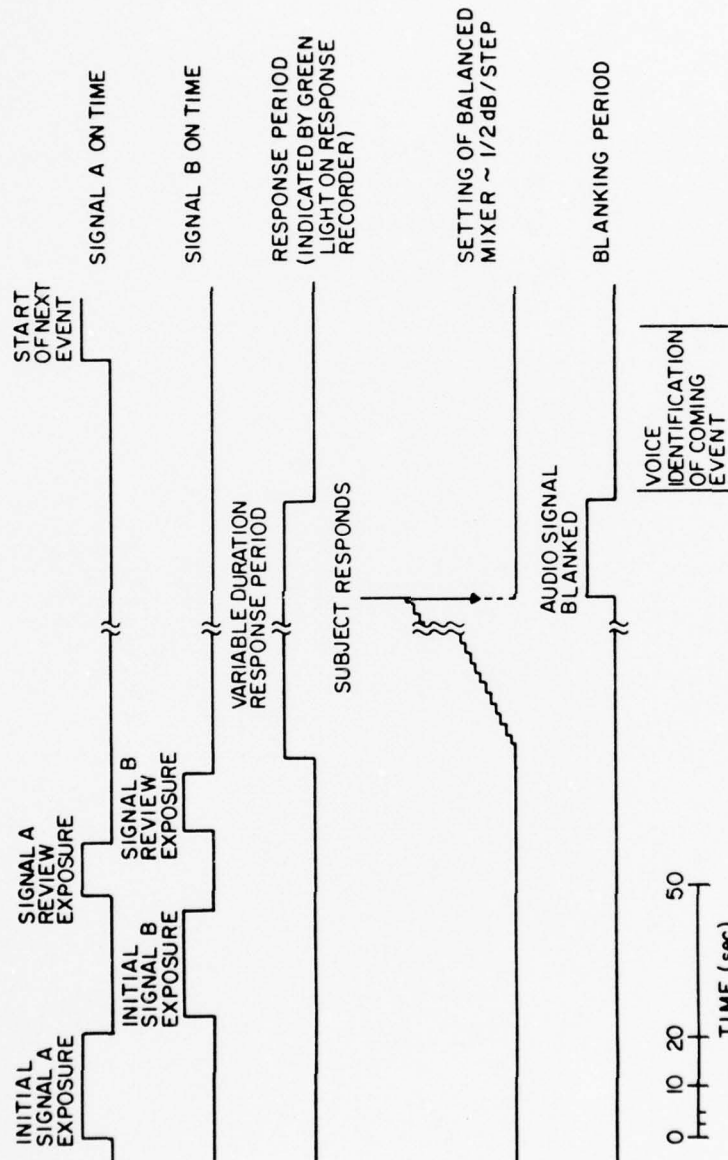 INITIAL
SIGNAL A
EXPOSURE
SIGNAL A
REVIEW
EXPOSURE
START
OF NEXT
EVENT
SIGNAL A ON TIME
INITIAL
SIGNAL B
EXPOSURE
SIGNAL B
REVIEW
EXPOSURE
SIGNAL B ON TIME
VARIABLE DURATION
RESPONSE PERIOD
RESPONSE PERIOD
(INDICATED BY GREEN
LIGHT ON RESPONSE
RECORDER)
SUBJECT RESPONDS
SETTING OF BALANCED
MIXER ~ 1/2 dB/STEP
AUDIO SIGNAL
BLANKED
BLANKING PERIOD
VOICE
IDENTIFICATION
OF COMING
EVENT
0 10 20 50
TIME (sec)